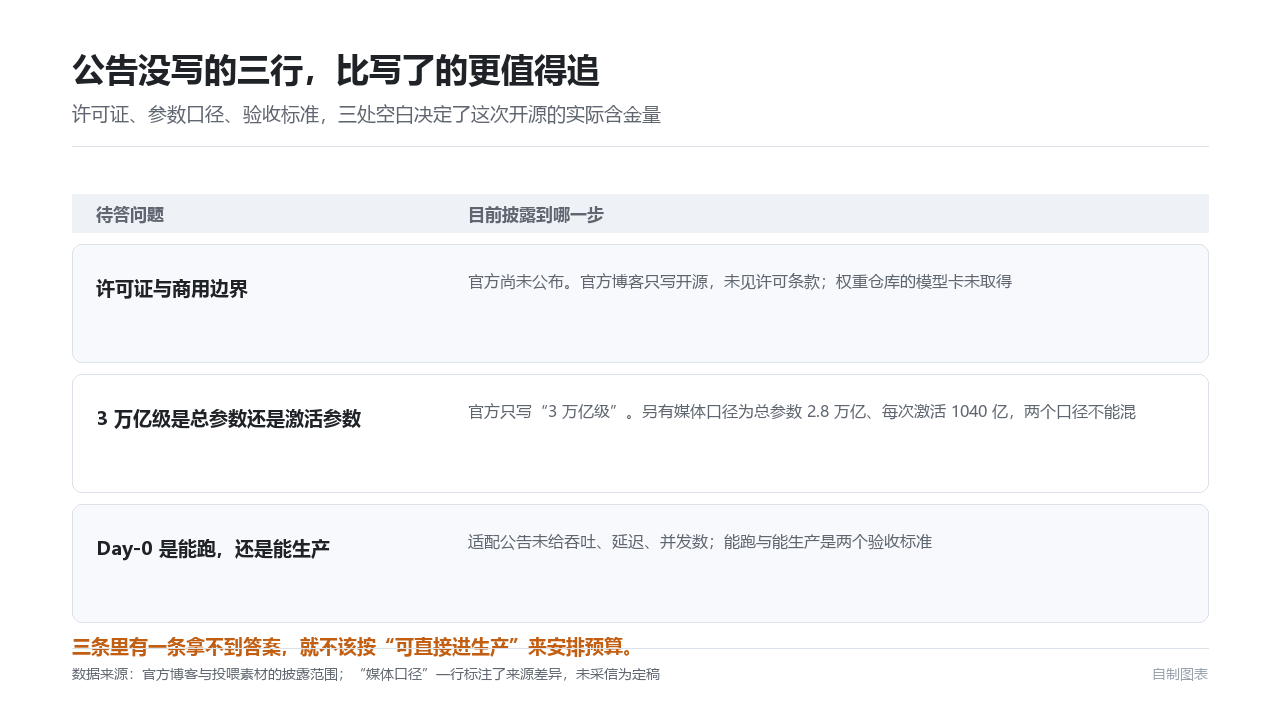 公告没写的三行，比写了的更值得追
许可证、参数口径、验收标准，三处空白决定了这次开源的实际含金量
待答问题
目前披露到哪一步
许可证与商用边界
官方尚未公布。官方博客只写开源，未见许可条款；权重仓库的模型卡未取得
3 万亿级是总参数还是激活参数
官方只写“3 万亿级”。另有媒体口径为总参数 2.8 万亿、每次激活 1040 亿，两个口径不能混
Day-0 是能跑，还是能生产
适配公告未给吞吐、延迟、并发数；能跑与能生产是两个验收标准
三条里有一条拿不到答案，就不该按“可直接进生产”来安排预算。
数据来源：官方博客与投喂素材的披露范围；“媒体口径”一行标注了来源差异，未采信为定稿
自制图表